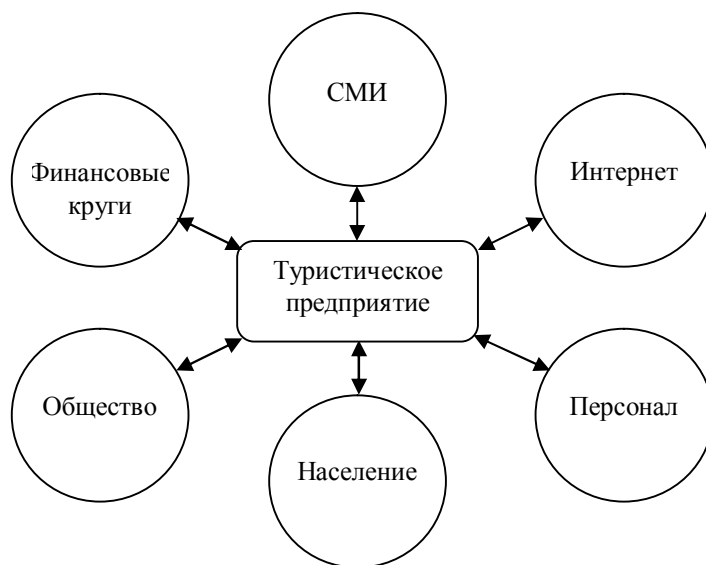 СМИ
Финансовые
круги
Интернет
Туристическое
предприятие
Общество
Персонал
Население